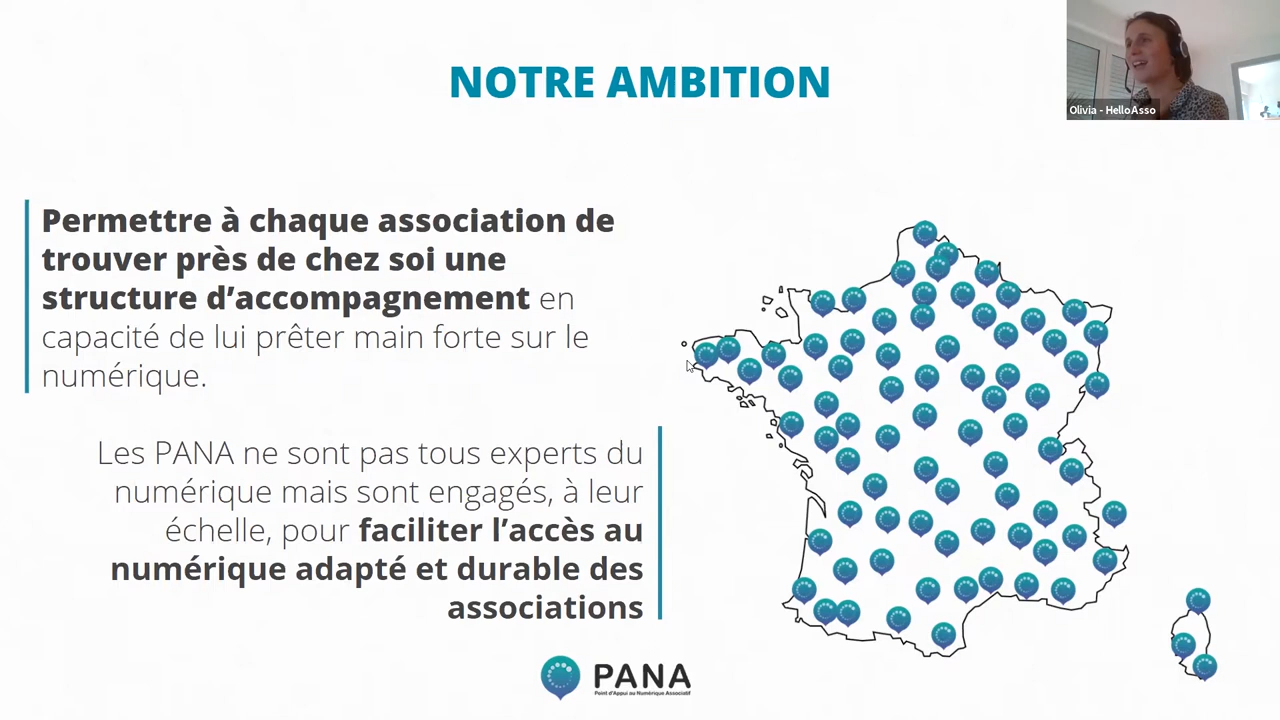 NOTRE AMBITION
Olivia - HelloAsso
Permettre à chaque association de
trouver près de chez soi une
structure d’accompagnement en
capacité de lui prêter main forte sur le
numérique.
Les PANA ne sont pas tous experts du
numérique mais sont engagés, à leur
échelle, pour faciliter l’accès au
numérique adapté et durable des
associations
PANA
Point d'Appui au Numérique Associatif